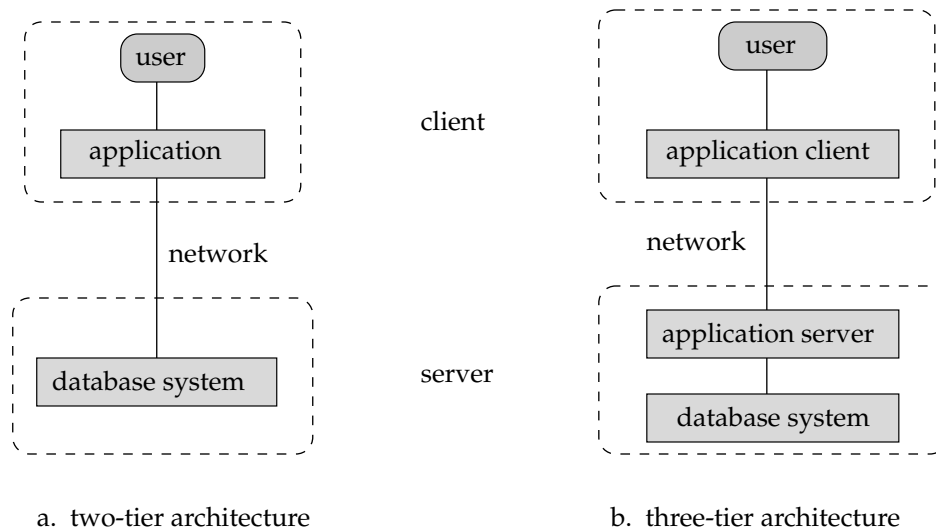 user
application
network
database system
client
server
user
application client
network
application server
database system
a. two-tier architecture
b. three-tier architecture